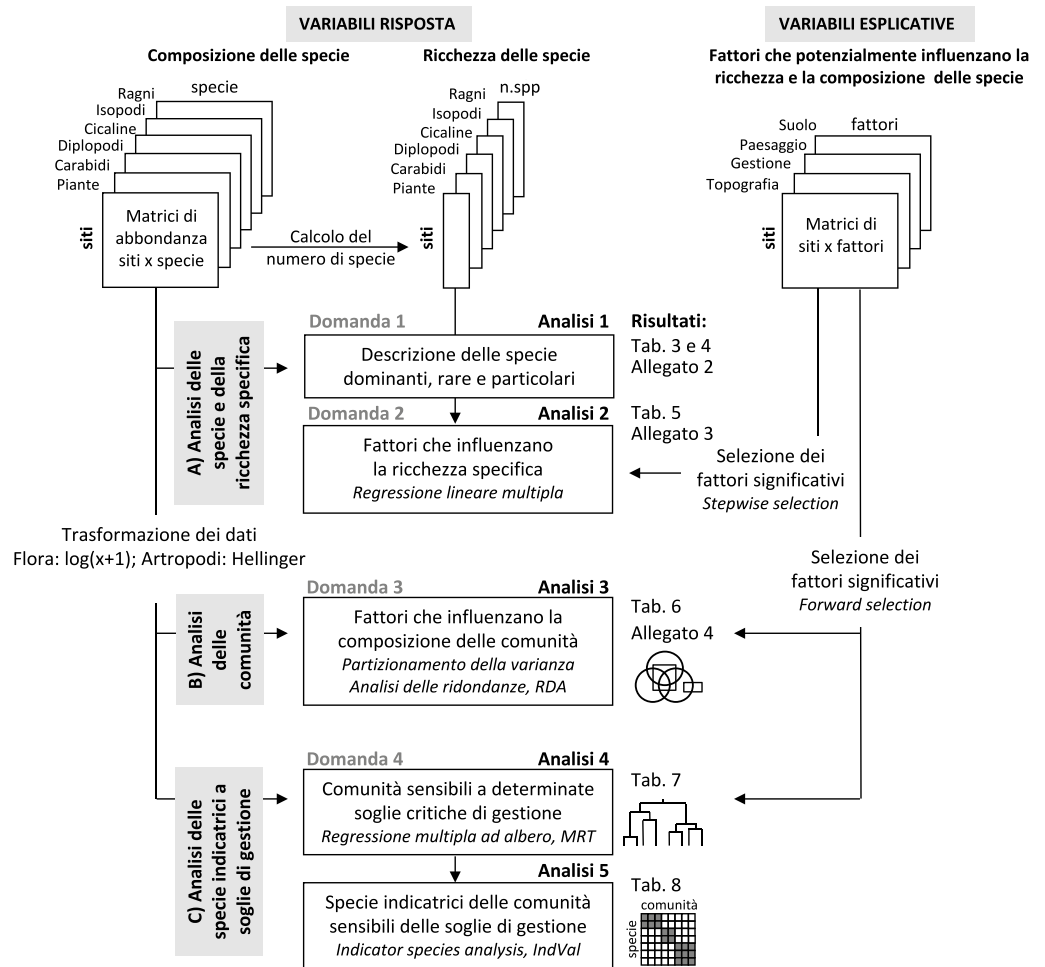 VARIABILI RISPOSTA
VARIABILI ESPLICATIVE
Composizione delle specie
Ricchezza delle specie
Fattori che potenzialmente influenzano la
ricchezza e la composizione delle specie
Ragni
specie
Isopodi
Cicaline
Diplopodi
Carabidi
Piante
siti
Matrici di
abbondanza
siti x specie
Calcolo del
numero di specie
Ragni
n.spp
Isopodi
Cicaline
Diplopodi
Carabidi
Piante
siti
Suolo
fattori
Paesaggio
Gestione
Topografia
siti
Matrici di
siti x fattori
A) Analisi delle
specie e della
ricchezza specifica
Domanda 1
Analisi 1
Descrizione delle specie
dominanti, rare e particolari
Risultati:
Tab. 3 e 4
Allegato 2
Domanda 2
Analisi 2
Fattori che influenzano
la ricchezza specifica
Regressione lineare multipla
Tab. 5
Allegato 3
Selezione dei
fattori significativi
Stepwise selection
Trasformazione dei dati
Flora: log(x+1); Artropodi: Hellinger
Selezione dei
fattori significativi
Forward selection
B) Analisi
delle
comunità
Domanda 3
Analisi 3
Fattori che influenzano la
composizione delle comunità
Partizionamento della varianza
Analisi delle ridondanze, RDA
Tab. 6
Allegato 4
C) Analisi delle
specie indicatrici a
soglie di gestione
Domanda 4
Analisi 4
Comunità sensibili a determinate
soglie critiche di gestione
Regressione multipla ad albero, MRT
Tab. 7
Analisi 5
Specie indicatrici delle comunità
sensibili delle soglie di gestione
Indicator species analysis, IndVal
Tab. 8
comunità
specie